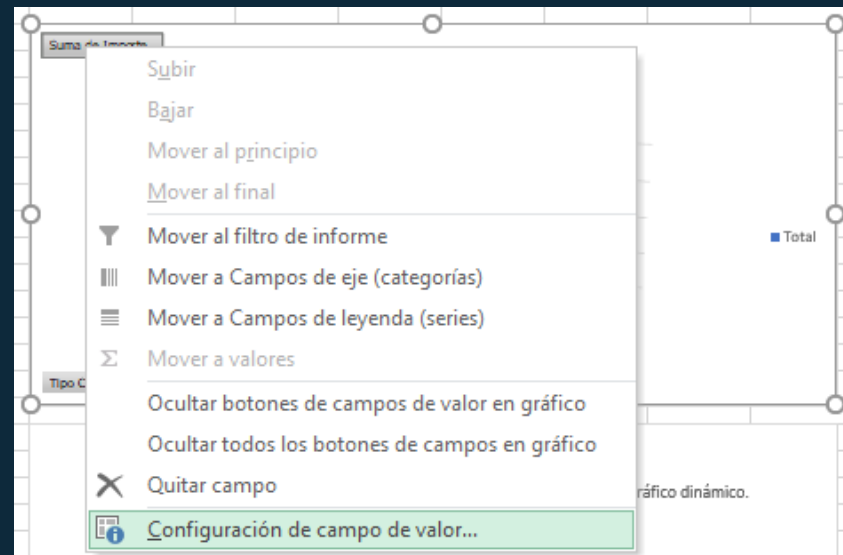 Suma de Importe
Subir
Bajar
Mover al principio
Mover al final
Mover al filtro de informe
Mover a Campos de eje (categorías)
Total
Mover a Campos de leyenda (series)
Mover a valores
Tipo C
Ocultar botones de campos de valor en gráfico
Ocultar todos los botones de campos en gráfico
Quitar campo
ráfico dinámico.
Configuración de campo de valor...